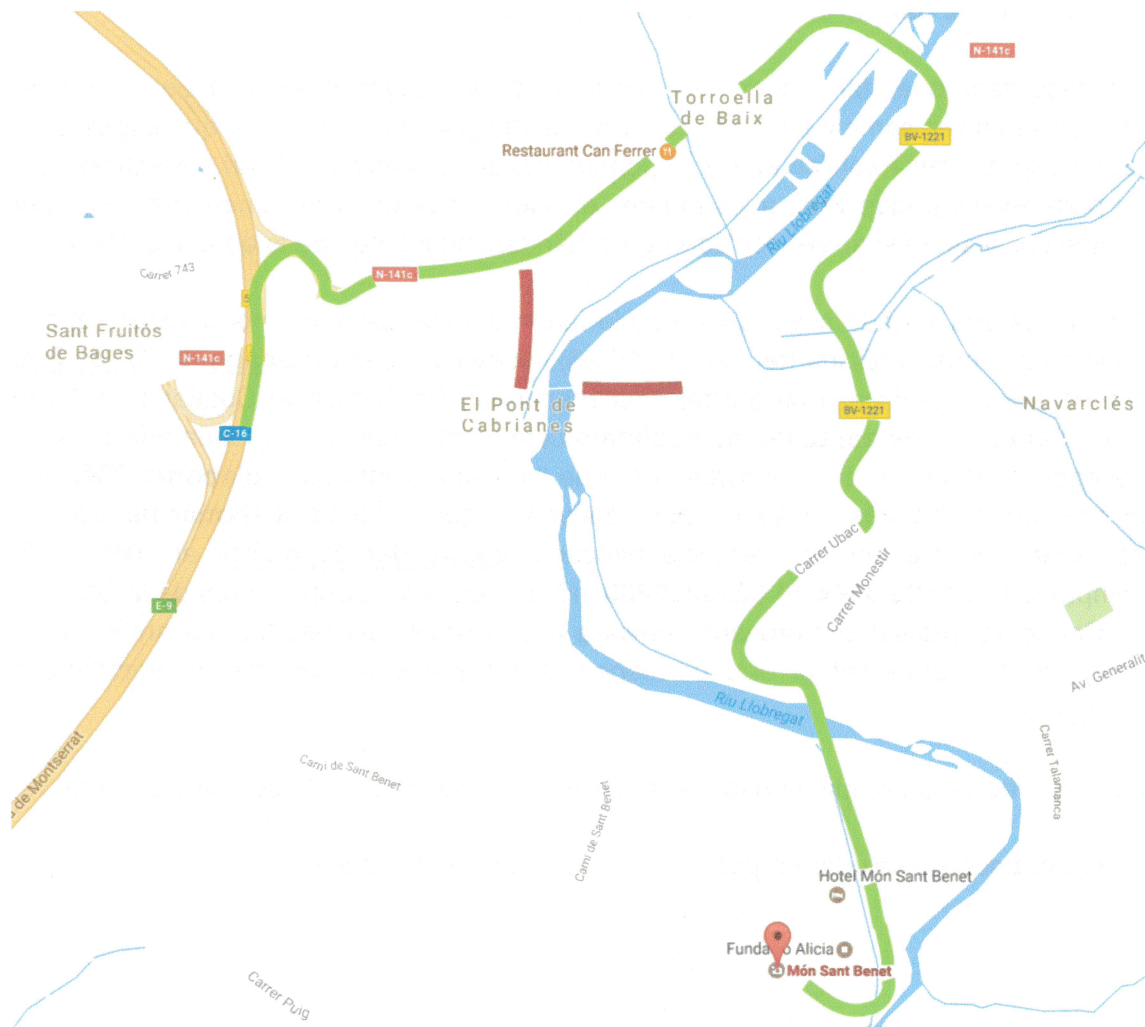 N-141c
Torroella
de Baix
BV-1221
Restaurant Can Ferrer
Riu Llobregat
Carrer 743
N-141c
Sant Fruitós
de Bages
N-141c
El Pont de
Cabrianes
BV-1221
Navarclés
C-16
Carrer Ubac
Carrer Monestir
E-9
Av. Generalit
Riu Llobregat
de Montserrat
Camí de Sant Benet
Carrer Talamanca
Camí de Sant Benet
Hotel Món Sant Benet
Alicia
Món Sant Benet
Carrer Puig